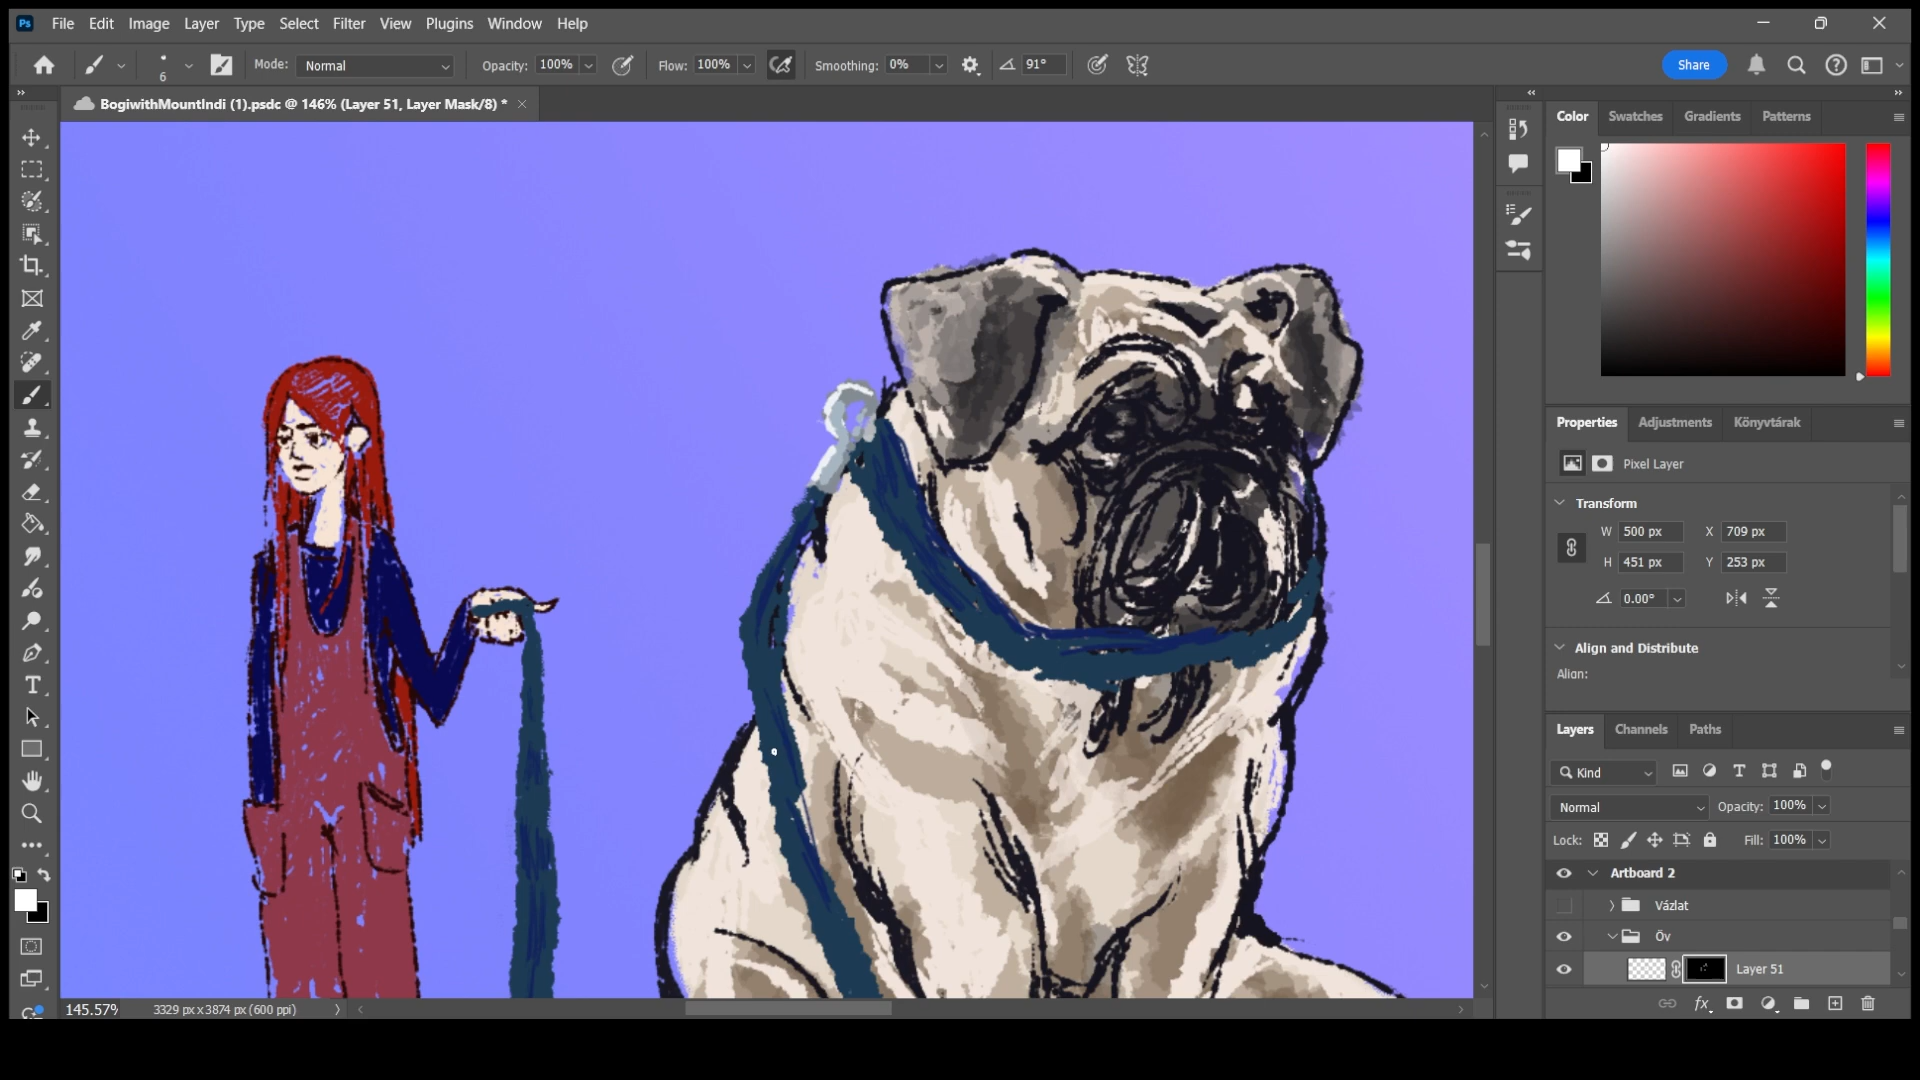 Ps File Edit Image Layer Type Select Filter View Plugins Window Help
6 Mode: Normal Opacity: 100% Flow: 100% Smoothing: 0% 91° Share
BogiwithMountIndi (1).psdc @ 146% (Layer 51, Layer Mask/8) *
Color Swatches Gradients Patterns
Properties Adjustments Könyvtárak
Pixel Layer
Transform
W 500 px X 709 px
H 451 px Y 253 px
0.00°
Align and Distribute
Align:
Layers Channels Paths
Kind
Normal Opacity: 100%
Lock: Fill: 100%
Artboard 2
Vázlat
Öv
Layer 51
145.57% 3329 px x 3874 px (600 ppi)